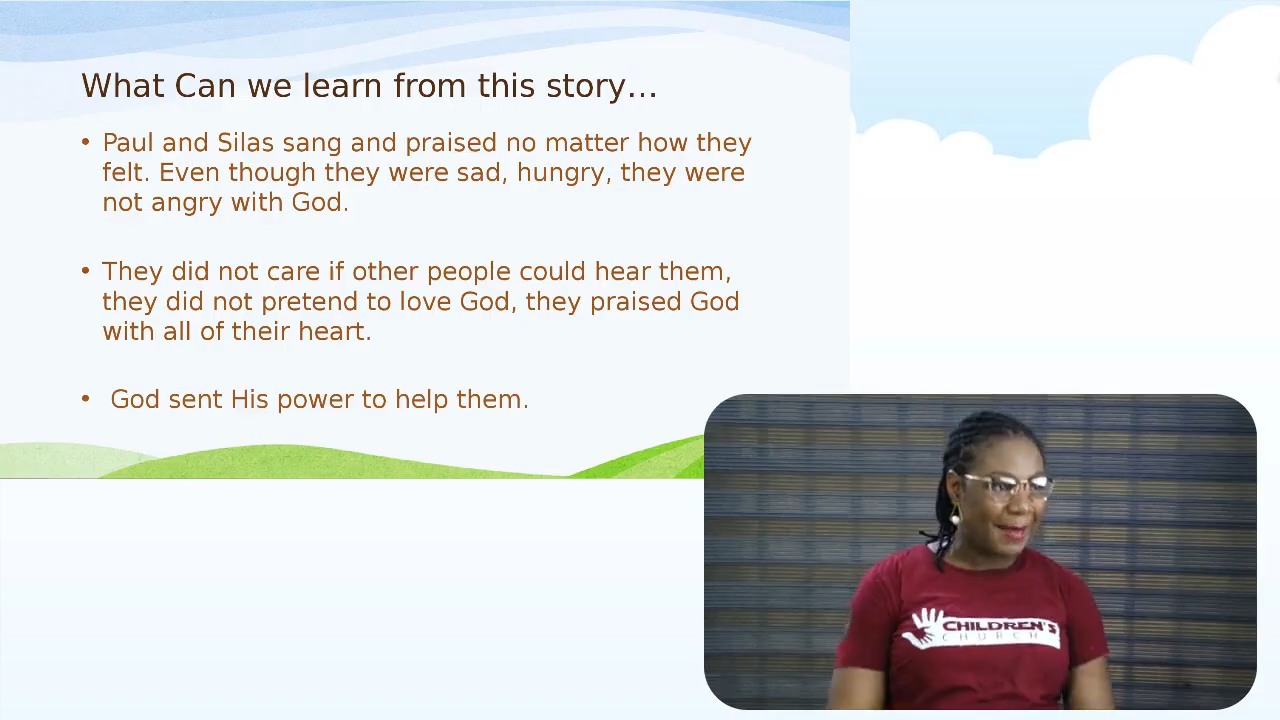 What Can we learn from this story…
• Paul and Silas sang and praised no matter how they
felt. Even though they were sad, hungry, they were
not angry with God.
• They did not care if other people could hear them,
they did not pretend to love God, they praised God
with all of their heart.
• God sent His power to help them.
CHILDREN'S
CHURCH